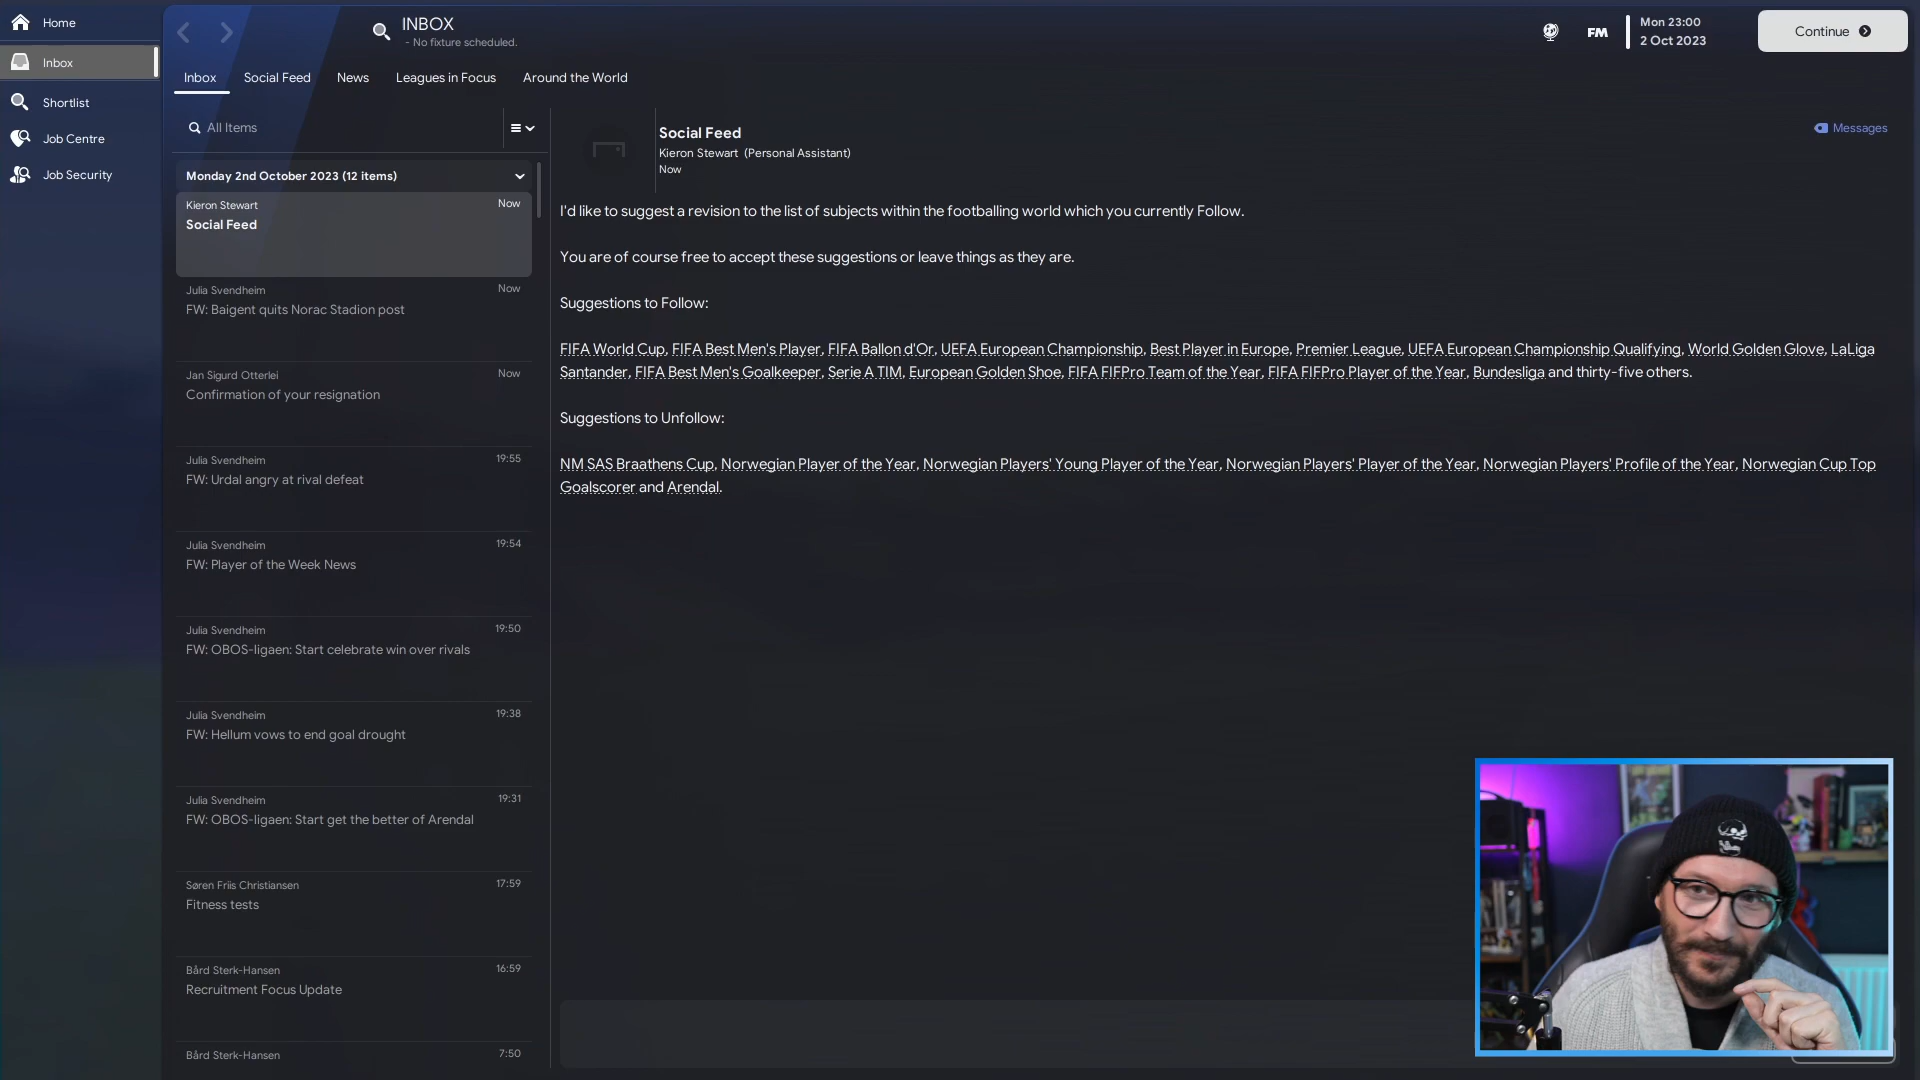 Home
Inbox
Shortlist
Job Centre
Job Security
INBOX
- No fixture scheduled.
FM
Mon 23:00
2 Oct 2023
Continue
Inbox
Social Feed
News
Leagues in Focus
Around the World
All Items
Monday 2nd October 2023 (12 items)
Kieron Stewart
Now
Social Feed
Julia Svendheim
Now
FW: Baigent quits Norac Stadion post
Jan Sigurd Otterlei
Now
Confirmation of your resignation
Julia Svendheim
19:55
FW: Urdal angry at rival defeat
Julia Svendheim
19:54
FW: Player of the Week News
Julia Svendheim
19:50
FW: OBOS-ligaen: Start celebrate win over rivals
Julia Svendheim
19:38
FW: Hellum vows to end goal drought
Julia Svendheim
19:31
FW: OBOS-ligaen: Start get the better of Arendal
Søren Friis Christiansen
17:59
Fitness tests
Bård Sterk-Hansen
16:59
Recruitment Focus Update
Bård Sterk-Hansen
7:50
Social Feed
Kieron Stewart (Personal Assistant)
Now
Messages
I'd like to suggest a revision to the list of subjects within the footballing world which you currently Follow.
You are of course free to accept these suggestions or leave things as they are.
Suggestions to Follow:
FIFA World Cup, FIFA Best Men's Player, FIFA Ballon d'Or, UEFA European Championship, Best Player in Europe, Premier League, UEFA European Championship Qualifying, World Golden Glove, LaLiga
Santander, FIFA Best Men's Goalkeeper, Serie A TIM, European Golden Shoe, FIFA FIFPro Team of the Year, FIFA FIFPro Player of the Year, Bundesliga and thirty-five others.
Suggestions to Unfollow:
NM SAS Braathens Cup, Norwegian Player of the Year, Norwegian Players' Young Player of the Year, Norwegian Players' Player of the Year, Norwegian Players' Profile of the Year, Norwegian Cup Top
Goalscorer and Arendal.